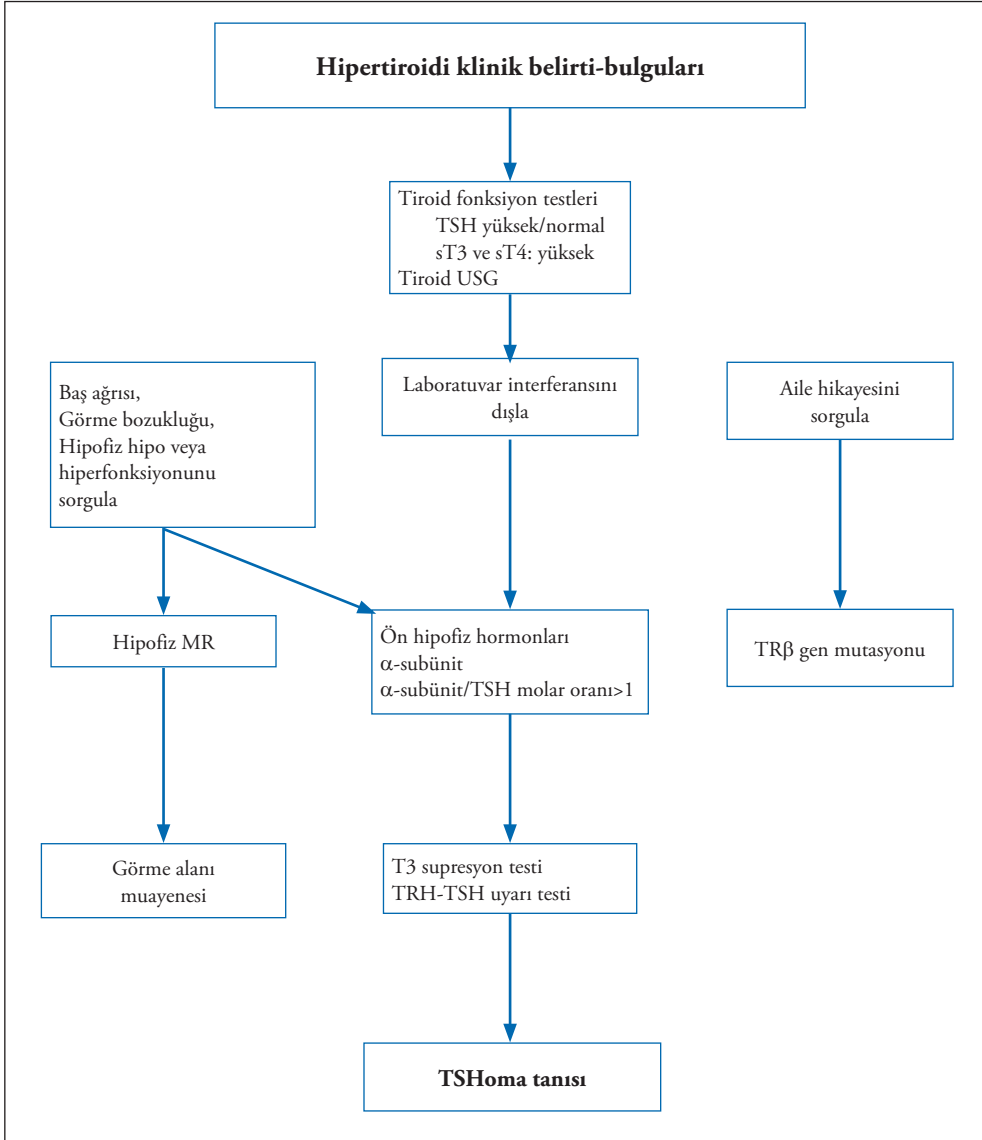 Hipertiroidi klinik belirti-bulguları
Tiroid fonksiyon testleri
TSH yüksek/normal
sT3 ve sT4: yüksek
Tiroid USG
Baş ağrısı,
Görme bozukluğu,
Hipofiz hipo veya
hiperfonksiyonunu
sorgula
Laboratuvar interferansını
dışla
Aile hikayesini
sorgula
Hipofiz MR
Ön hipofiz hormonları
α-subünit
α-subünit/TSH molar oranı>1
TRβ gen mutasyonu
Görme alanı
muayenesi
T3 supresyon testi
TRH-TSH uyarı testi
TSHoma tanısı